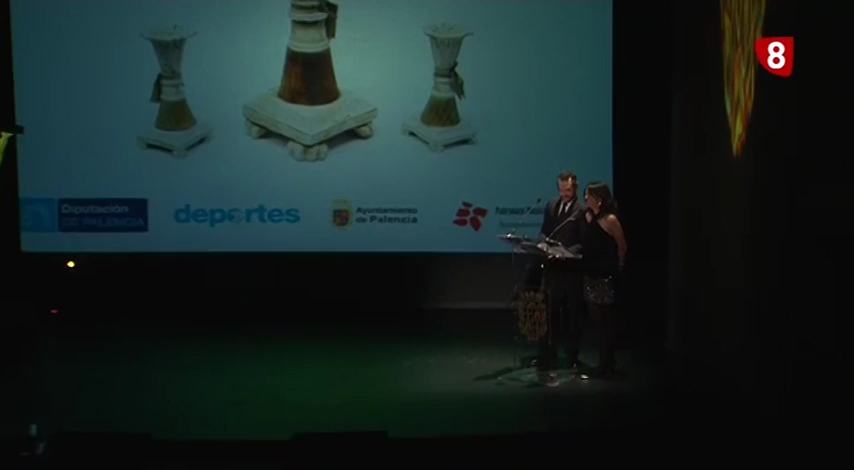 8
Diputación
DE PALENCIA
deportes
Ayuntamiento
de Palencia